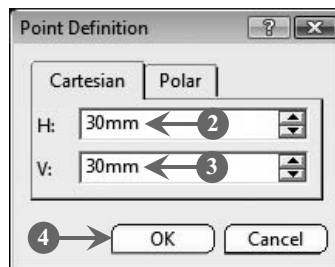 Point Definition ?
Cartesian Polar
H: 30mm 2
V: 30mm 3
4 OK Cancel